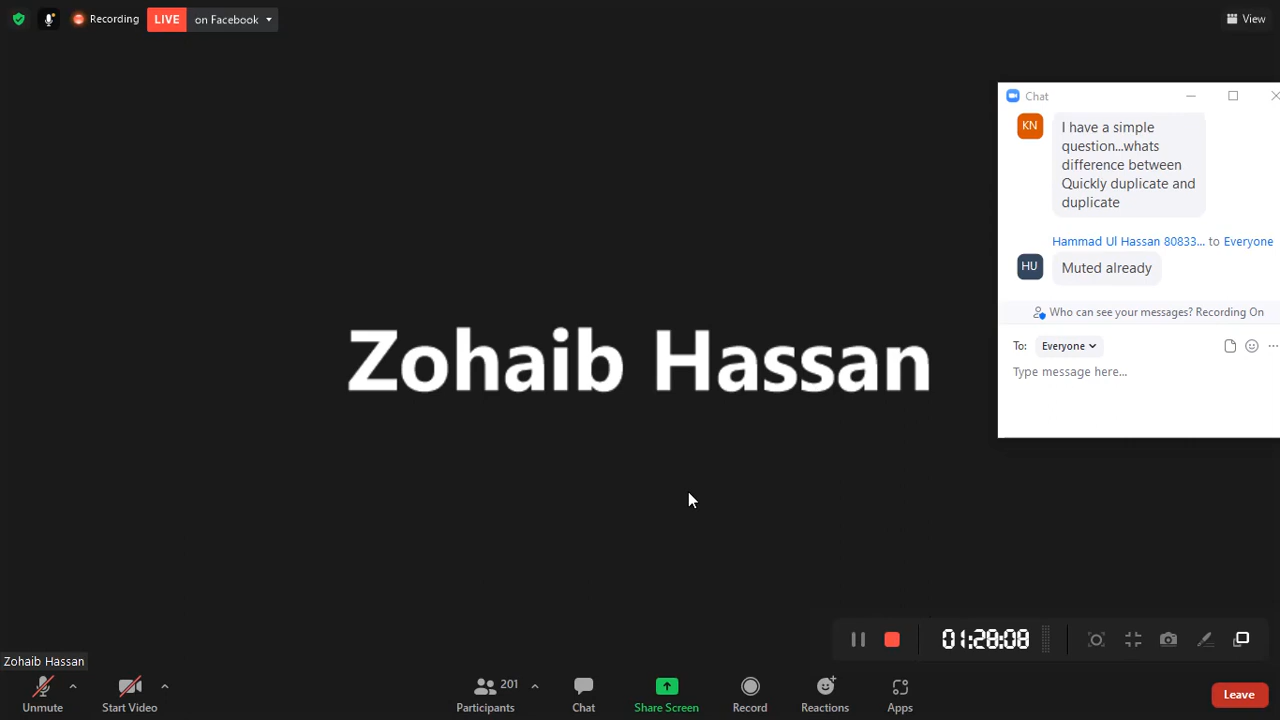 Recording
LIVE on Facebook
View
Chat
KN
I have a simple
question...whats
difference between
Quickly duplicate and
duplicate
Hammad Ul Hassan 80833... to Everyone
HU
Muted already
Who can see your messages? Recording On
To: Everyone
Type message here...
Zohaib Hassan
01:28:08
Zohaib Hassan
201
Unmute
Start Video
Participants
Chat
Share Screen
Record
Reactions
Apps
Leave